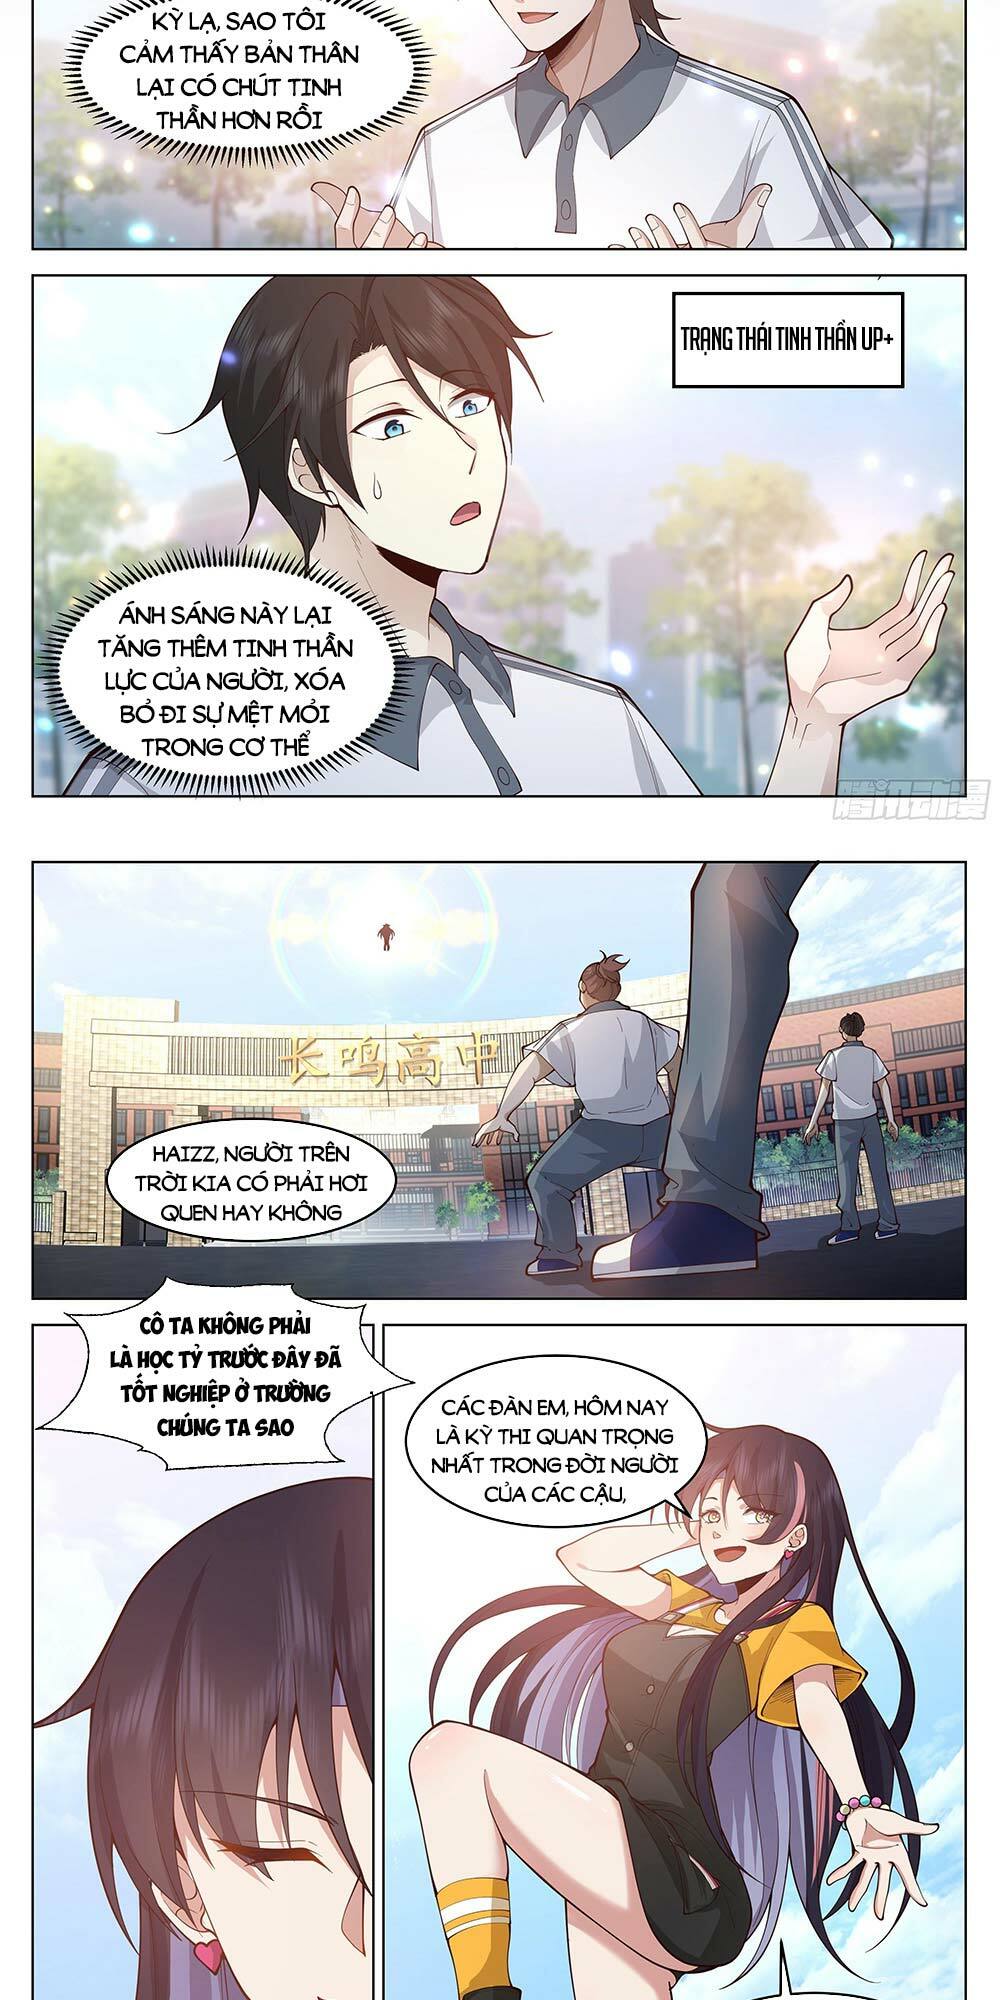 KỲ LẠ, SAO TÔI
CẢM THẤY BẢN THÂN
LẠI CÓ CHÚT TINH
THẦN HƠN RỒI
TRẠNG THÁI TINH THẦN UP+
ÁNH SÁNG NÀY LẠI
TĂNG THÊM TINH THẦN
LỰC CỦA NGƯỜI, XÓA
BỎ ĐI SỰ MỆT MỎI
TRONG CƠ THỂ
腾讯动漫
长鸣高中
HAIZZ, NGƯỜI TRÊN
TRỜI KIA CÓ PHẢI HƠI
QUEN HAY KHÔNG
CÔ TA KHÔNG PHẢI
LÀ HỌC TỶ TRƯỚC ĐÂY ĐÃ
TỐT NGHIỆP Ở TRƯỜNG
CHÚNG TA SAO
CÁC ĐÀN EM, HÔM NAY
LÀ KỲ THI QUAN TRỌNG
NHẤT TRONG ĐỜI NGƯỜI
CỦA CÁC CẬU,